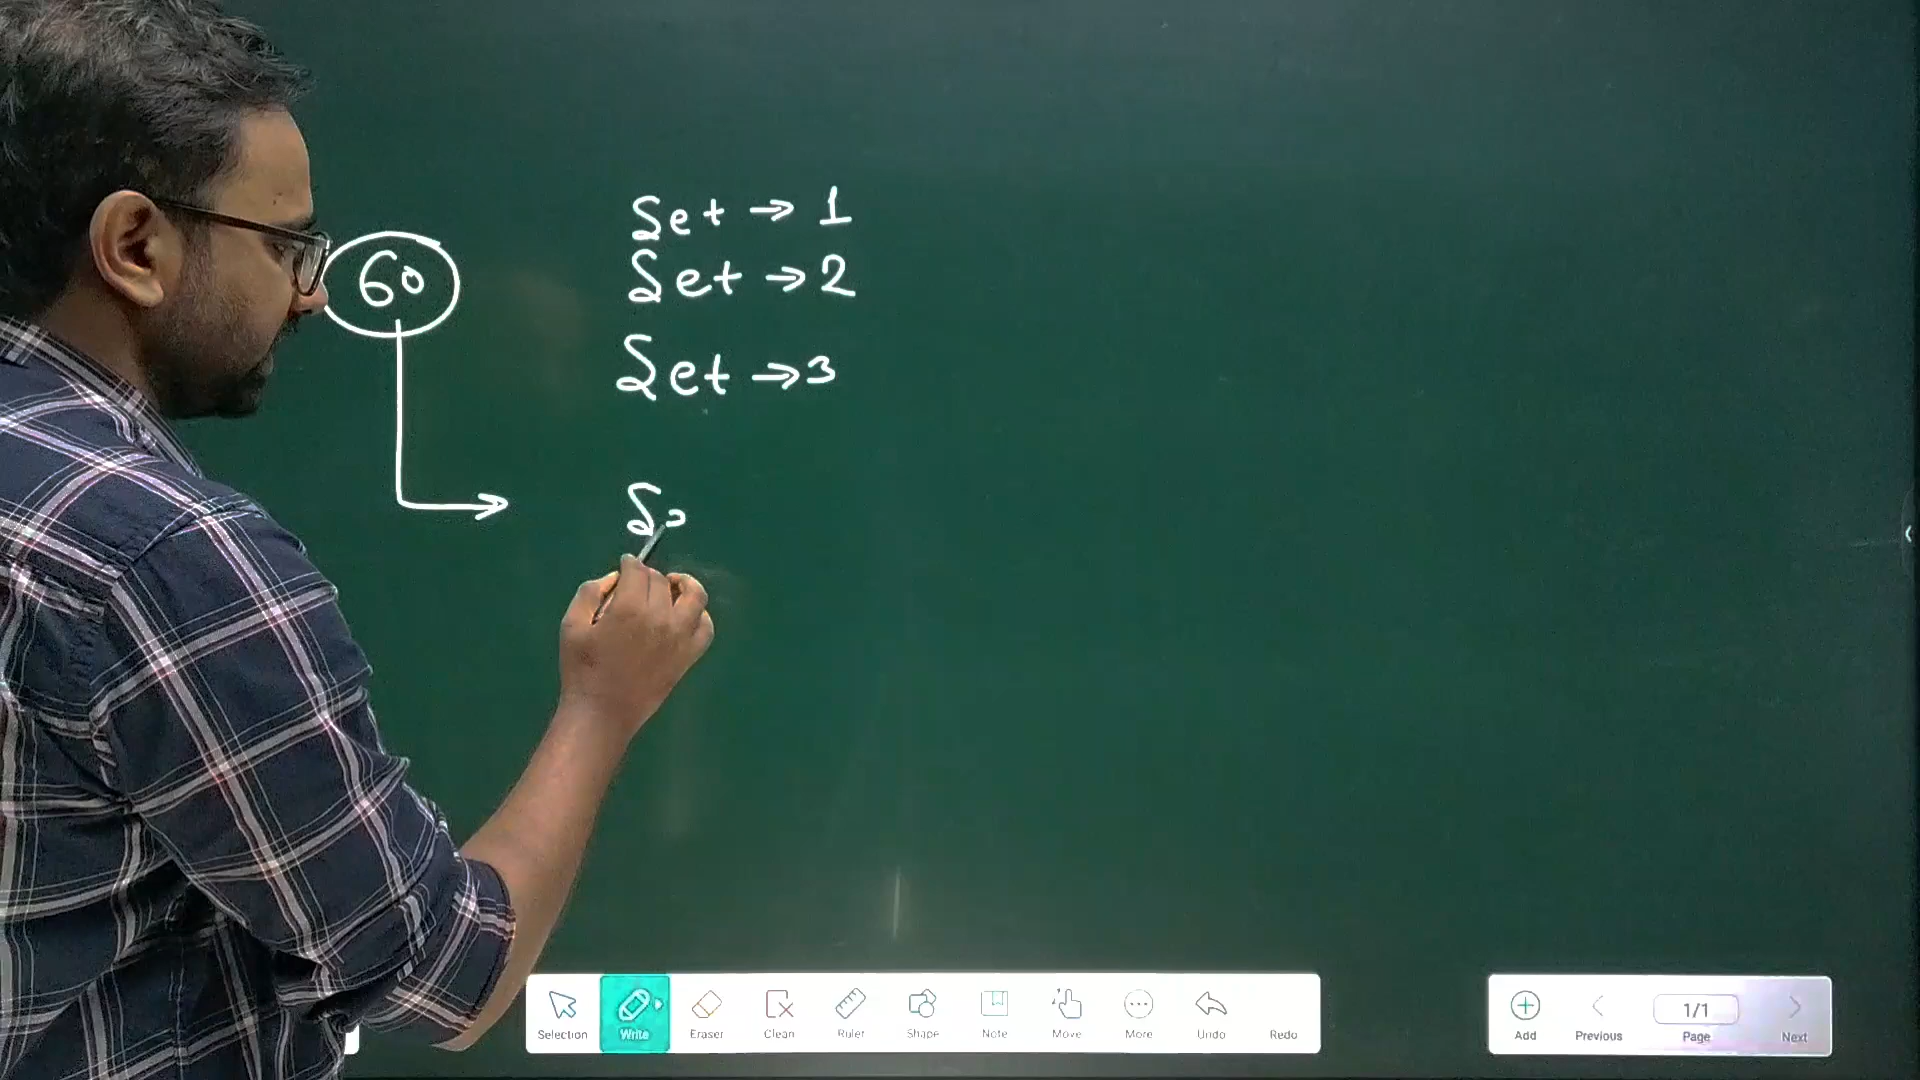 60
Set → 1
Set → 2
Set → 3
S
Selection Write Eraser Clean Ruler Shape Note Move More Undo Redo
Add Previous 1/1 Page Next